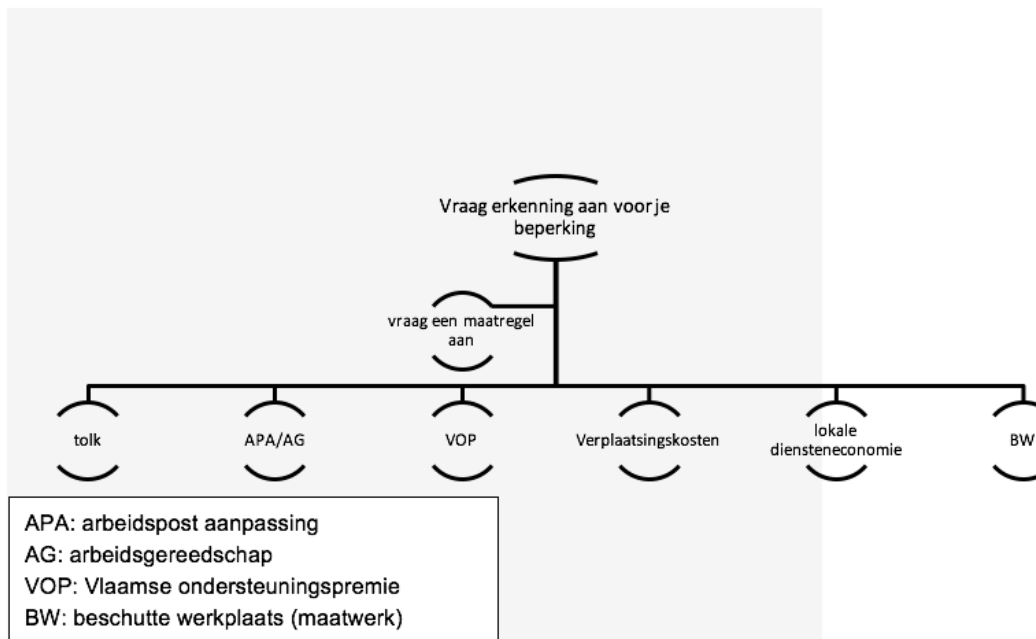 Vraag erkenning aan voor je
beperking
vraag een maatregel
aan
tolk
APA/AG
VOP
Verplaatsingskosten
lokale
diensteneconomie
BW
APA: arbeidspost aanpassing
AG: arbeidsgereedschap
VOP: Vlaamse ondersteuningspremie
BW: beschutte werkplaats (maatwerk)